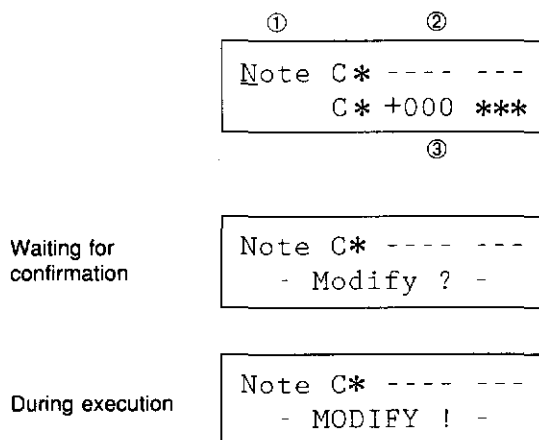 ① ②
Note C* ---- ---
C* +000 ***
③
Waiting for
confirmation
Note C* ---- ---
- Modify ? -
During execution
Note C* ---- ---
- MODIFY ! -